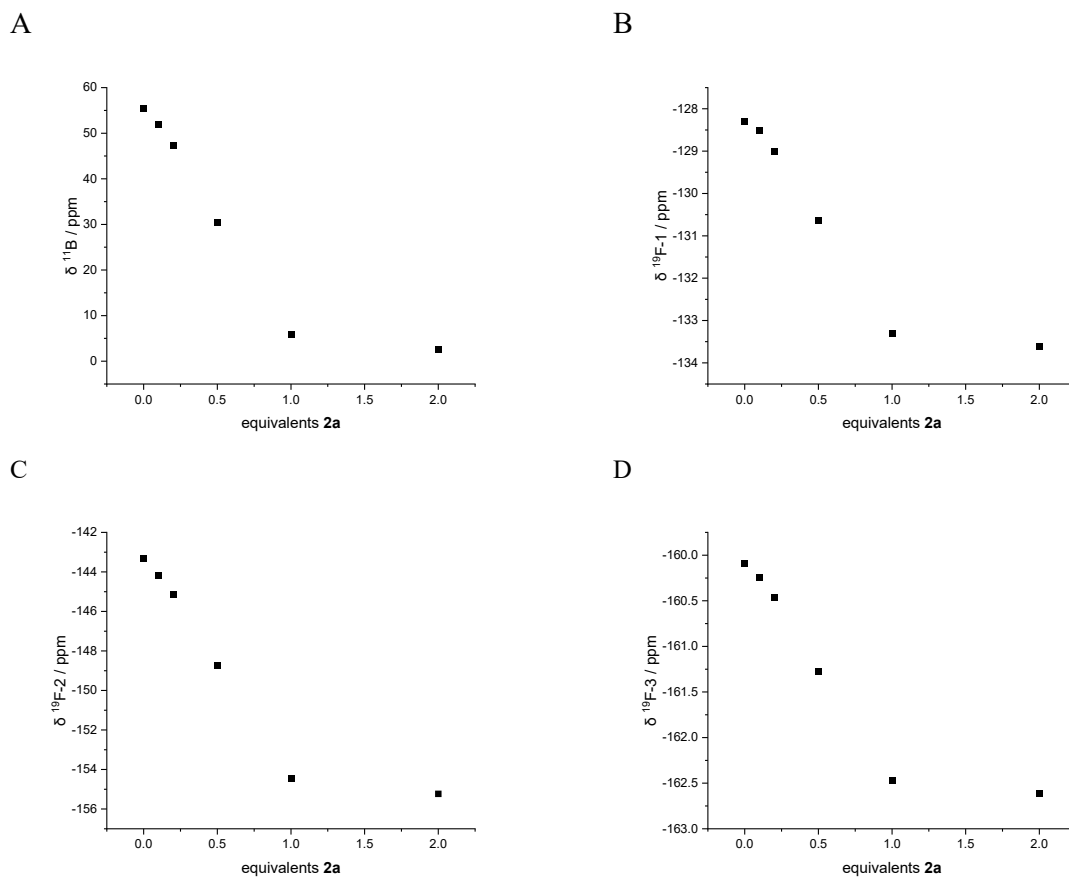 A
60
50
40
30
20
10
0
δ ¹¹B / ppm
0.0 0.5 1.0 1.5 2.0
equivalents 2a
B
-128
-129
-130
-131
-132
-133
-134
δ ¹⁹F-1 / ppm
0.0 0.5 1.0 1.5 2.0
equivalents 2a
C
-142
-144
-146
-148
-150
-152
-154
-156
δ ¹⁹F-2 / ppm
0.0 0.5 1.0 1.5 2.0
equivalents 2a
D
-160.0
-160.5
-161.0
-161.5
-162.0
-162.5
-163.0
δ ¹⁹F-3 / ppm
0.0 0.5 1.0 1.5 2.0
equivalents 2a